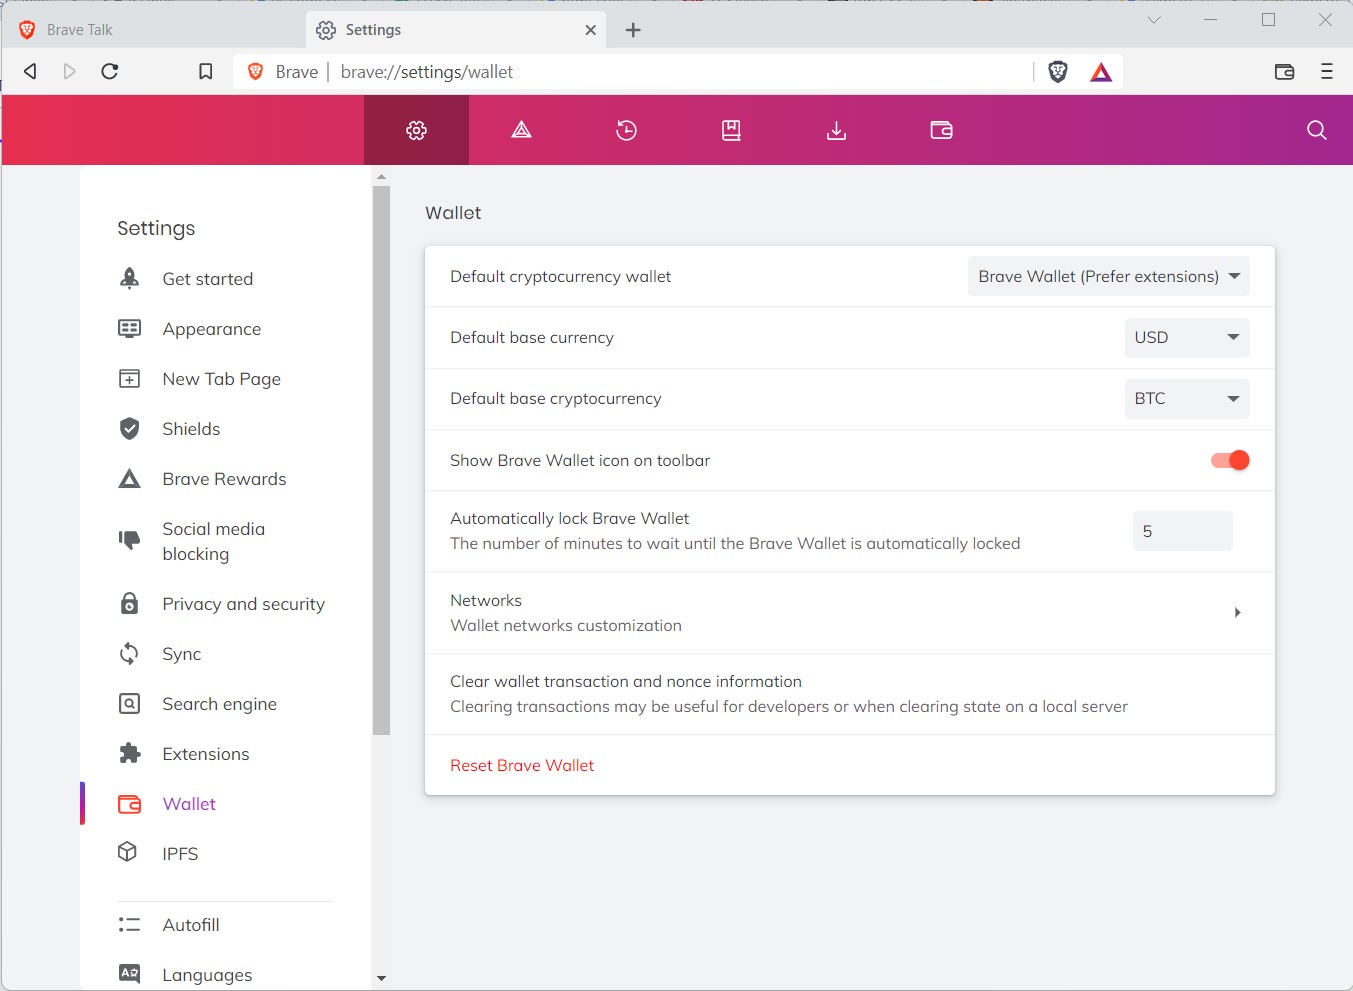 Brave Talk
Settings
Brave
brave://settings/wallet
Settings
Get started
Appearance
New Tab Page
Shields
Brave Rewards
Social media
blocking
Privacy and security
Sync
Search engine
Extensions
Wallet
IPFS
Autofill
Languages
Wallet
Default cryptocurrency wallet
Brave Wallet (Prefer extensions)
Default base currency
USD
Default base cryptocurrency
BTC
Show Brave Wallet icon on toolbar
Automatically lock Brave Wallet
The number of minutes to wait until the Brave Wallet is automatically locked
5
Networks
Wallet networks customization
Clear wallet transaction and nonce information
Clearing transactions may be useful for developers or when clearing state on a local server
Reset Brave Wallet